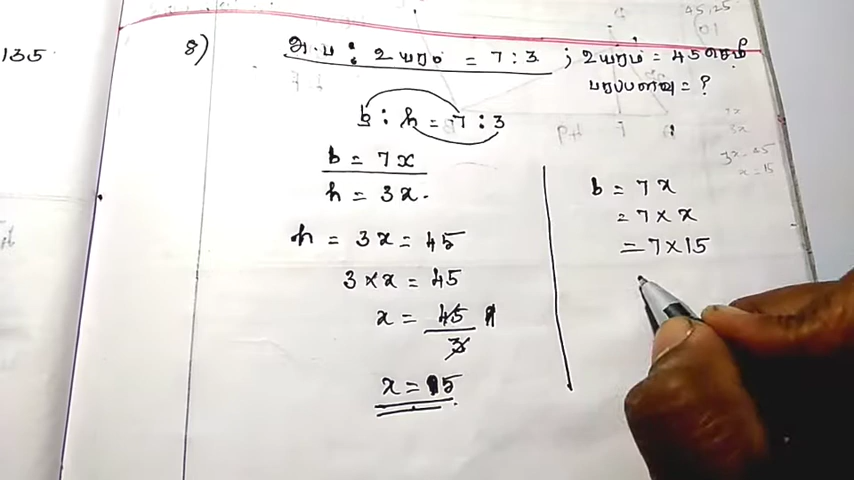 135
8) அ.ப : உயரம் = 7 : 3 ; உயரம் = 45 செமீ
பரப்பளவு = ?
b : h = 7 : 3
b = 7x
h = 3x.
h = 3x = 45
3 × x = 45
x = 45
3
x = 15
b = 7x
= 7 × x
= 7 × 15